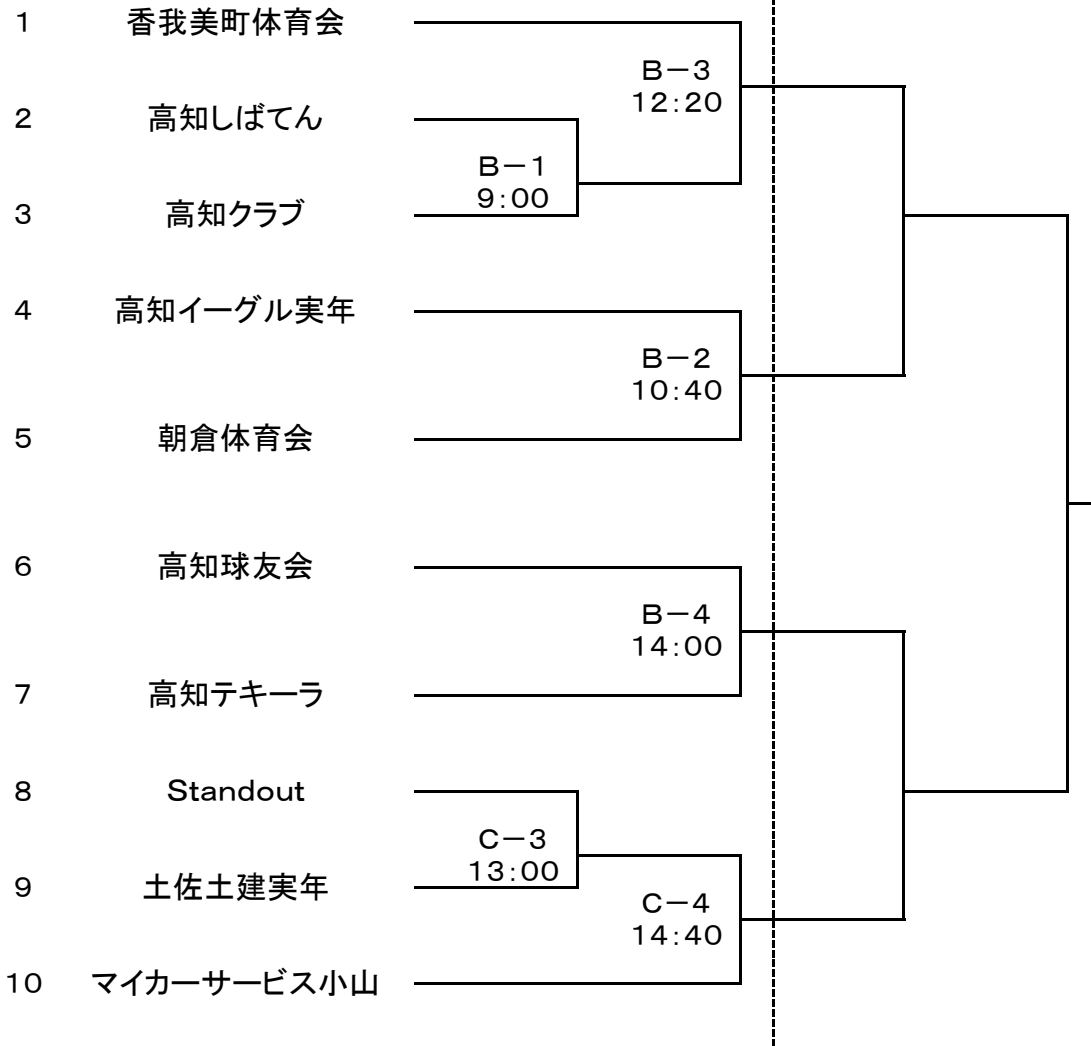 1 香我美町体育会
B－3
12:20
2 高知しばてん
B－1
9:00
3 高知クラブ
4 高知イーグル実年
B－2
10:40
5 朝倉体育会
6 高知球友会
B－4
14:00
7 高知テキーラ
8 Standout
C－3
13:00
9 土佐土建実年
C－4
14:40
10 マイカーサービス小山